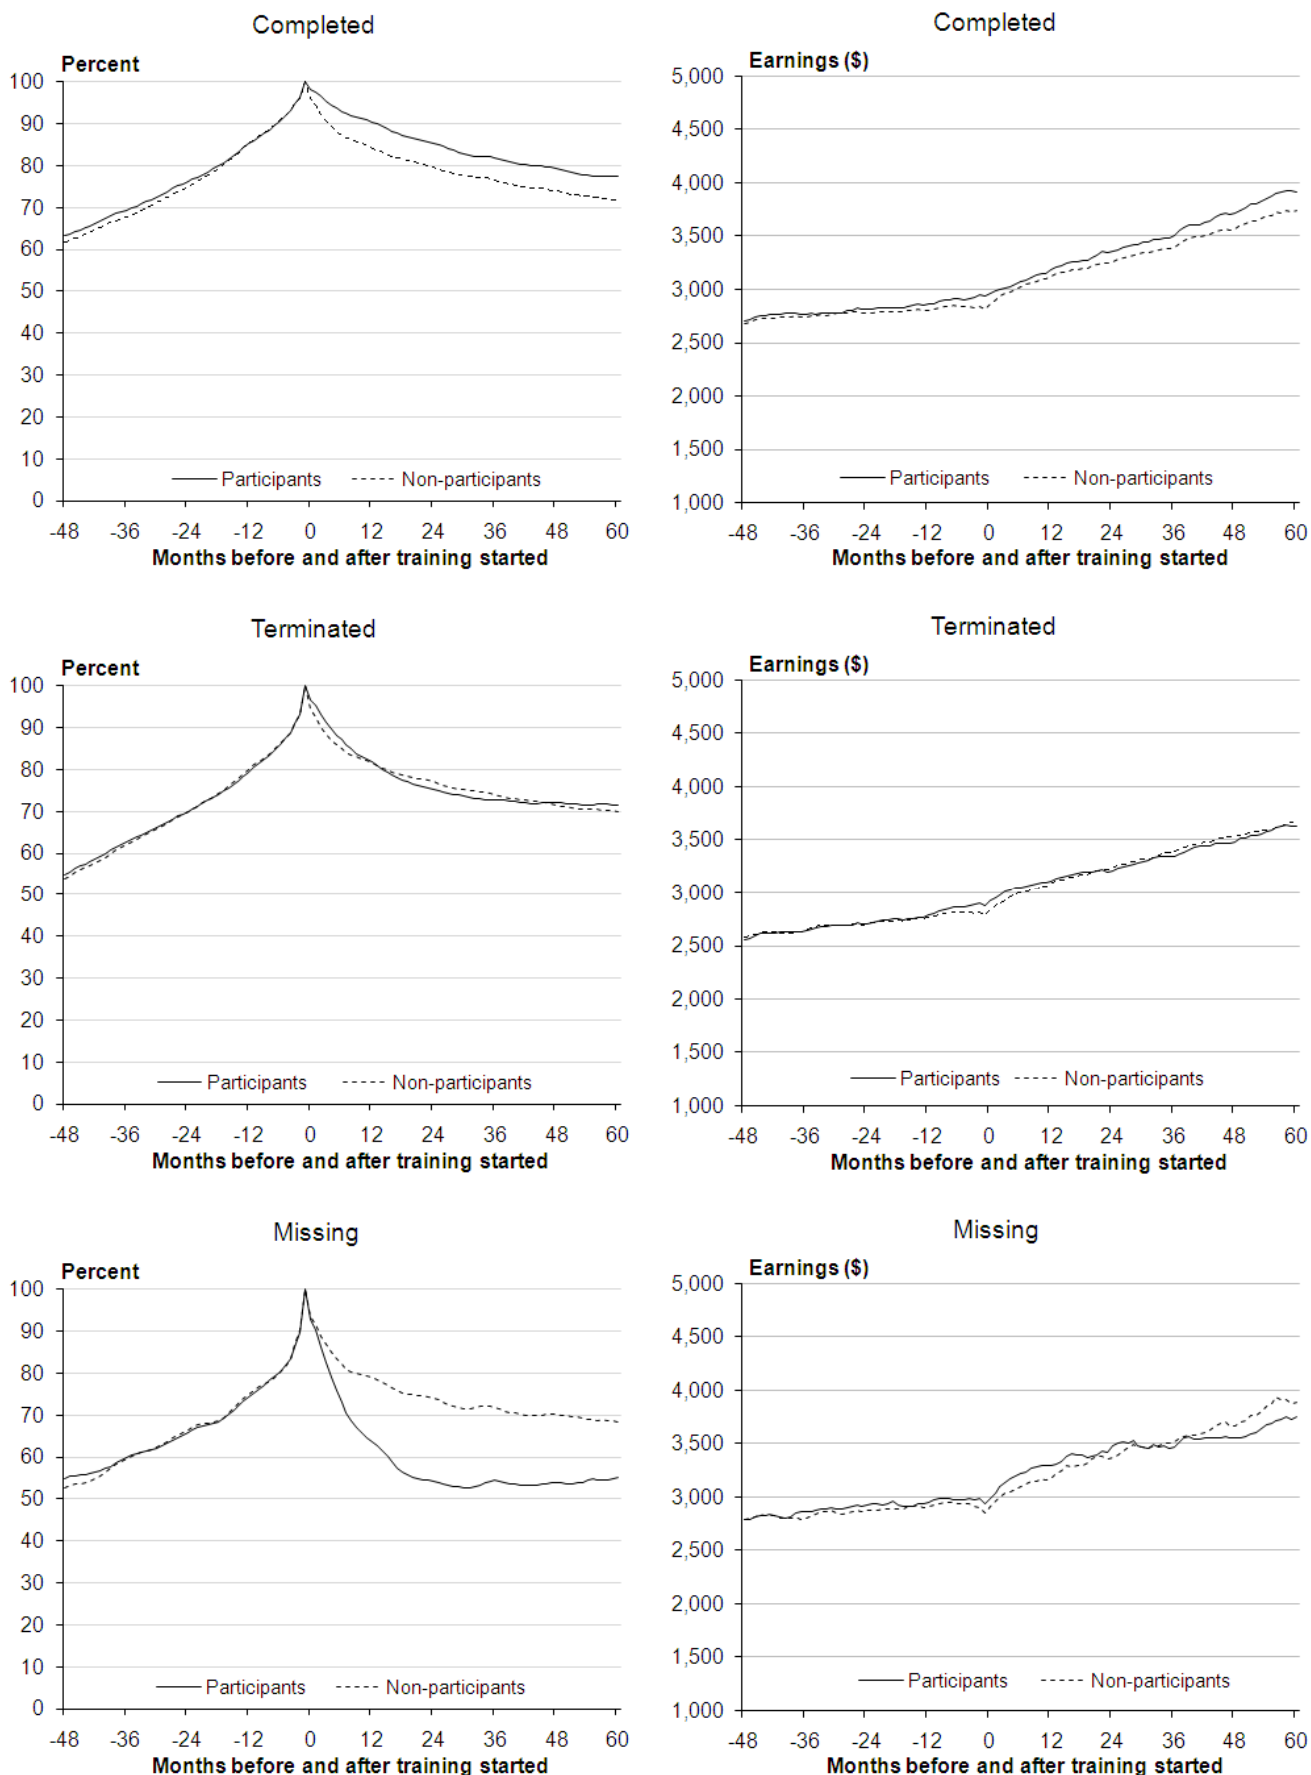 Completed
Percent
100
90
80
70
60
50
40
30
20
10
0
Participants Non-participants
-48 -36 -24 -12 0 12 24 36 48 60
Months before and after training started
Completed
Earnings ($)
5,000
4,500
4,000
3,500
3,000
2,500
2,000
1,500
1,000
Participants Non-participants
-48 -36 -24 -12 0 12 24 36 48 60
Months before and after training started
Terminated
Percent
100
90
80
70
60
50
40
30
20
10
0
Participants Non-participants
-48 -36 -24 -12 0 12 24 36 48 60
Months before and after training started
Terminated
Earnings ($)
5,000
4,500
4,000
3,500
3,000
2,500
2,000
1,500
1,000
Participants Non-participants
-48 -36 -24 -12 0 12 24 36 48 60
Months before and after training started
Missing
Percent
100
90
80
70
60
50
40
30
20
10
0
Participants Non-participants
-48 -36 -24 -12 0 12 24 36 48 60
Months before and after training started
Missing
Earnings ($)
5,000
4,500
4,000
3,500
3,000
2,500
2,000
1,500
1,000
Participants Non-participants
-48 -36 -24 -12 0 12 24 36 48 60
Months before and after training started